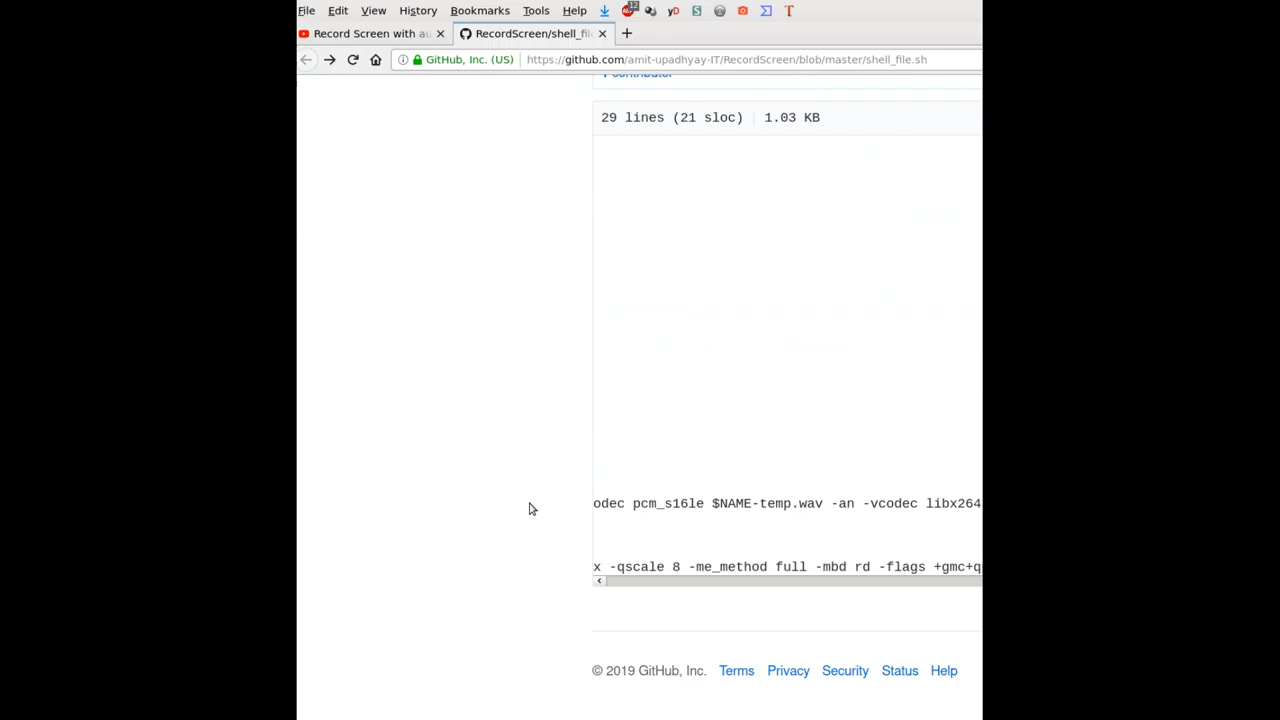 File Edit View History Bookmarks Tools Help 12 yD S T
Record Screen with au × RecordScreen/shell_fil × +
GitHub, Inc. (US) https://github.com/amit-upadhyay-IT/RecordScreen/blob/master/shell_file.sh
29 lines (21 sloc) 1.03 KB
odec pcm_s16le $NAME-temp.wav -an -vcodec libx264
x -qscale 8 -me_method full -mbd rd -flags +gmc+q
© 2019 GitHub, Inc. Terms Privacy Security Status Help